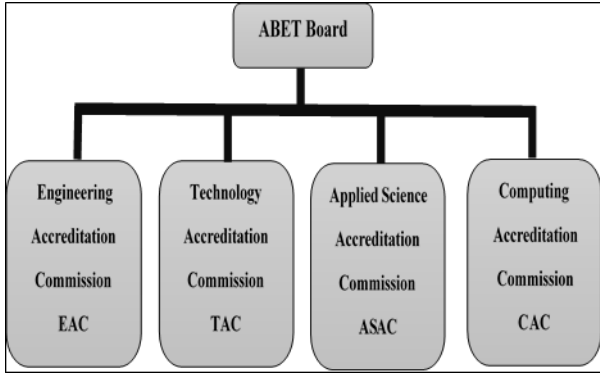 ABET Board
Engineering
Accreditation
Commission
EAC
Technology
Accreditation
Commission
TAC
Applied Science
Accreditation
Commission
ASAC
Computing
Accreditation
Commission
CAC